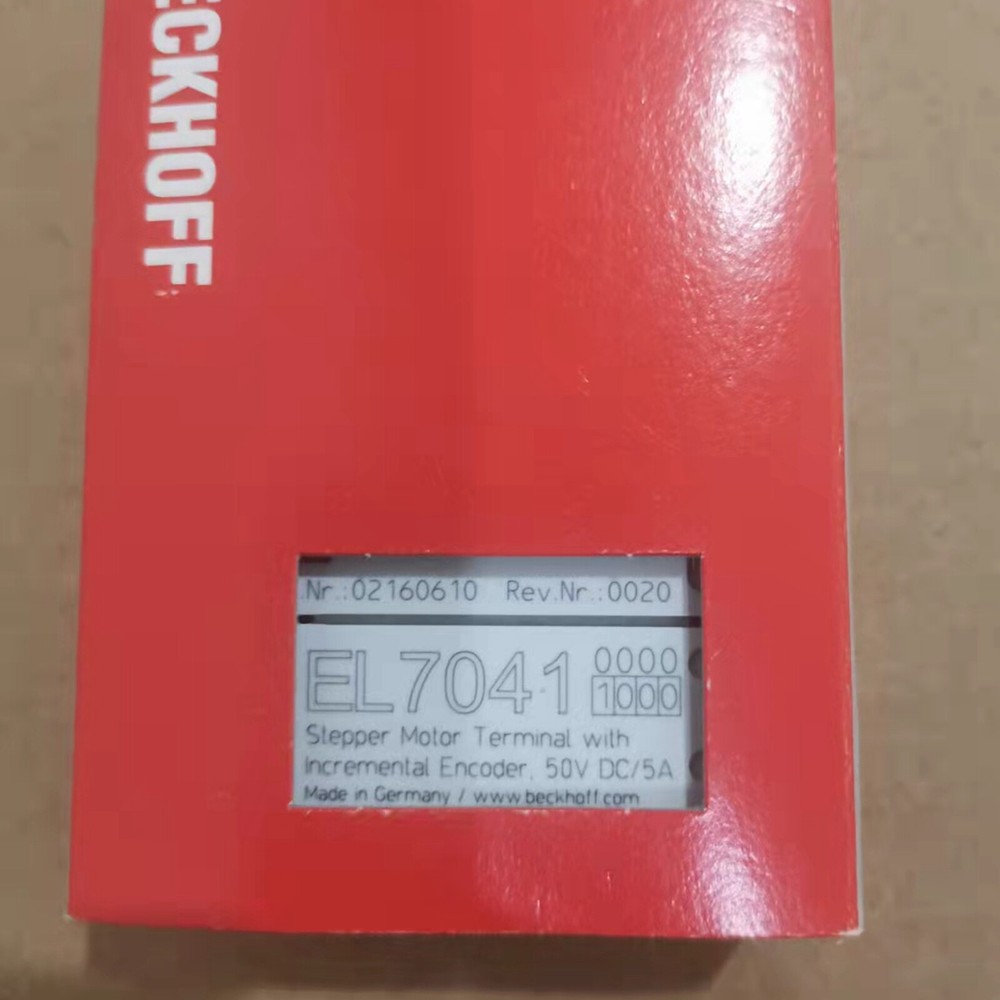 ECKHOFF
.Nr.:02160610 Rev.Nr.:0020
EL7041 0000
1000
Stepper Motor Terminal with
Incremental Encoder, 50V DC/5A
Made in Germany / www.beckhoff.com